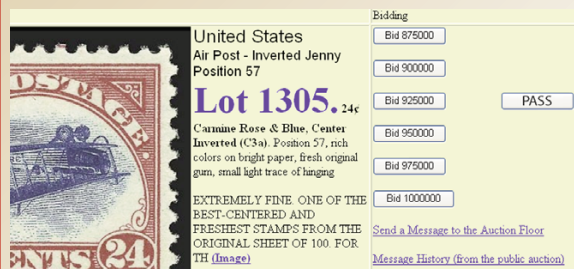 Bidding
United States
Air Post - Inverted Jenny
Position 57
Lot 1305. 24¢
Carmine Rose & Blue, Center
Inverted (C3a). Position 57, rich
colors on bright paper, fresh original
gum, small light trace of hinging
EXTREMELY FINE. ONE OF THE
BEST-CENTERED AND
FRESHEST STAMPS FROM THE
ORIGINAL SHEET OF 100. FOR
TH (Image)
Bid 875000
Bid 900000
Bid 925000
PASS
Bid 950000
Bid 975000
Bid 1000000
Send a Message to the Auction Floor
Message History (from the public auction)
OSTAGE
ENTS 24